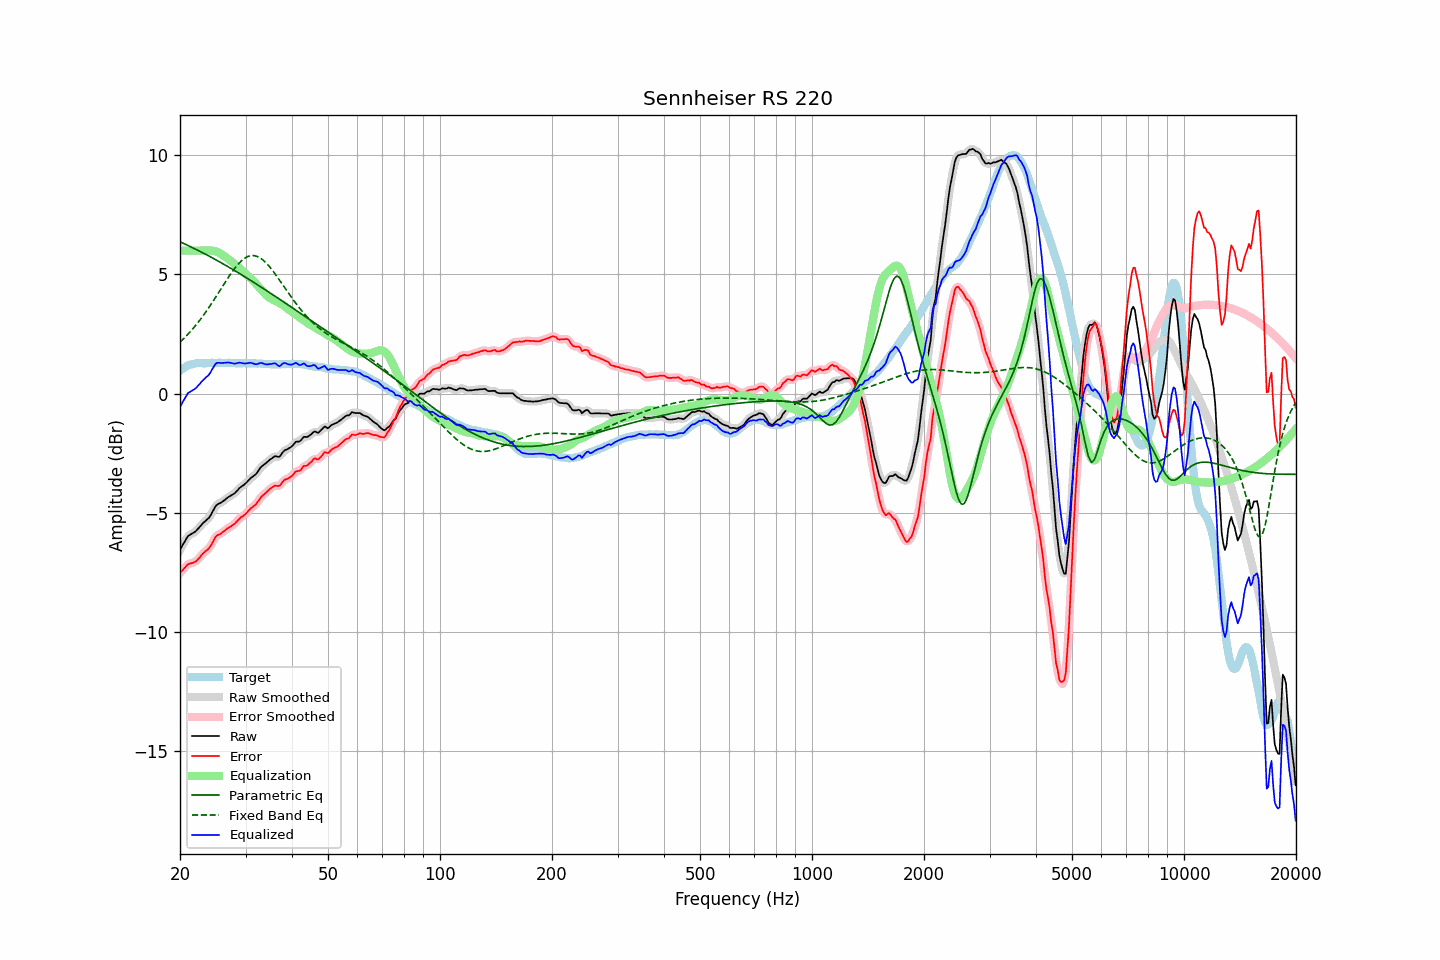 Sennheiser RS 220
Amplitude (dBr)
10
5
0
−5
−10
−15
Target
Raw Smoothed
Error Smoothed
Raw
Error
Equalization
Parametric Eq
Fixed Band Eq
Equalized
20 50 100 200 500 1000 2000 5000 10000 20000
Frequency (Hz)